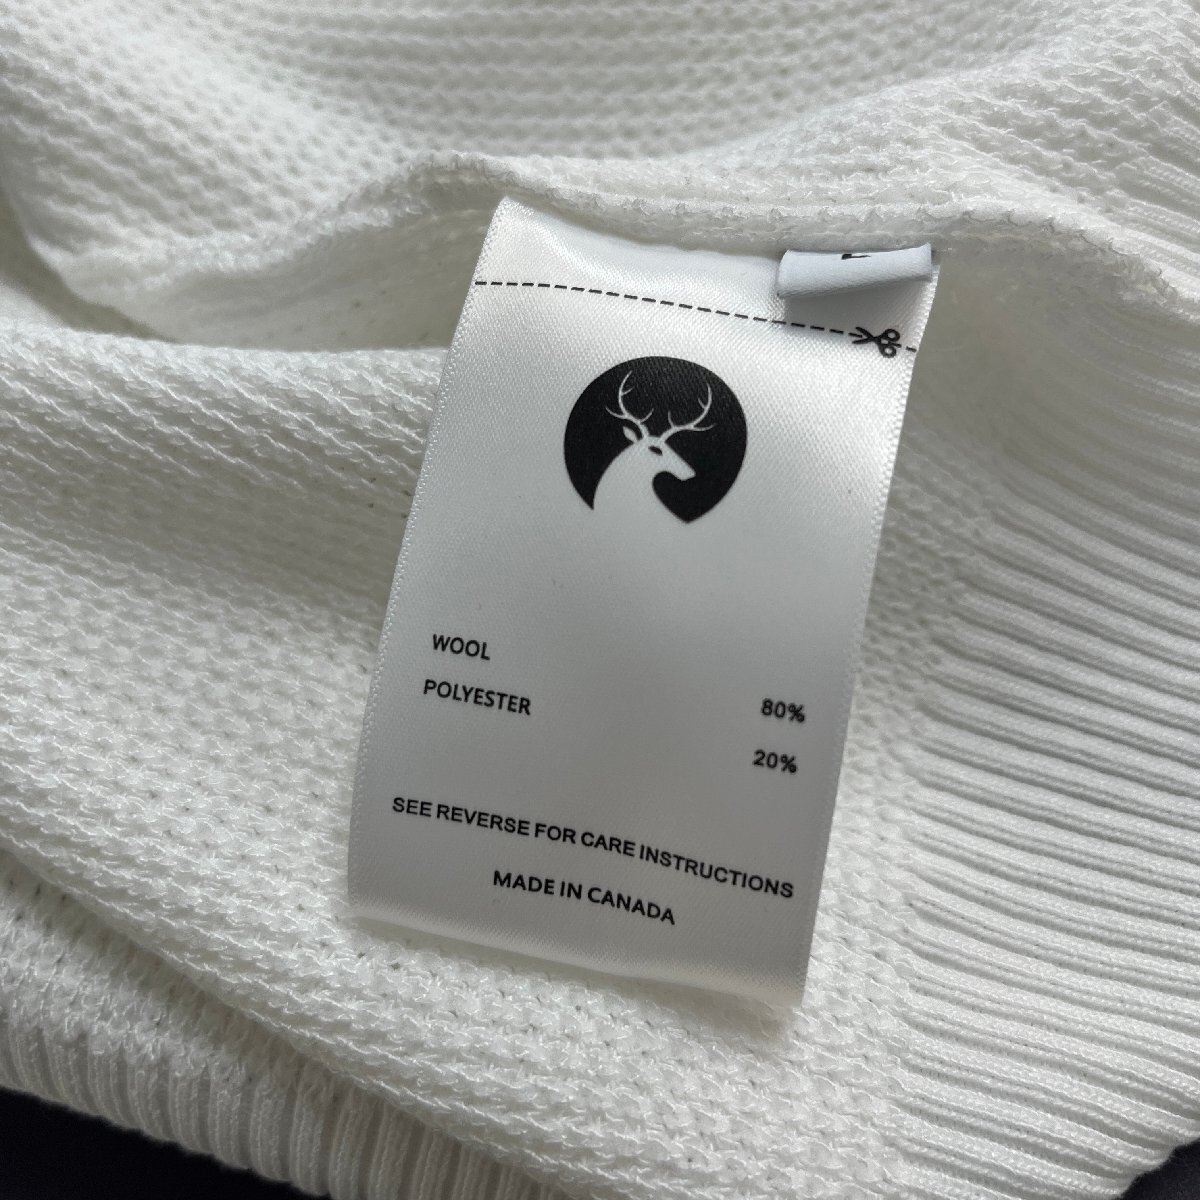 WOOL
POLYESTER 80%
20%
SEE REVERSE FOR CARE INSTRUCTIONS
MADE IN CANADA